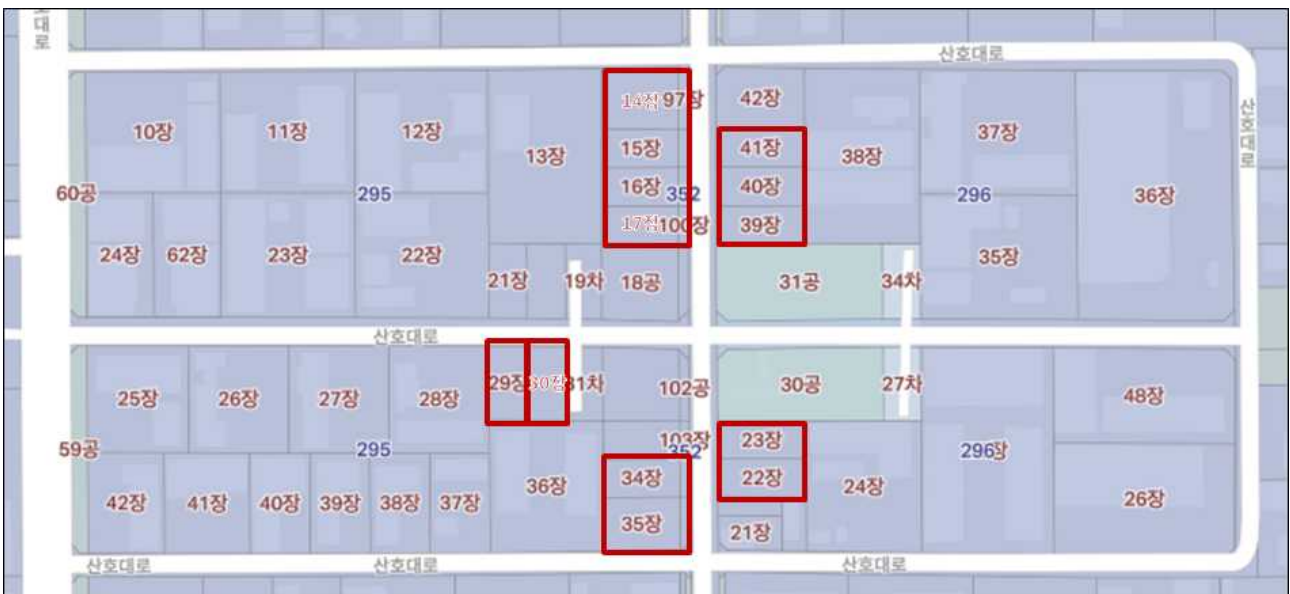 호대로
산호대로
산호대로
14장 97장 42장
10장 11장 12장 13장 15장 41장 38장 37장
60공 295 16장 352 40장 296 36장
17장 100장 39장
24장 62장 23장 22장 21장 19차 18공 31공 34차 35장
산호대로
25장 26장 27장 28장 29장 30장 31차 102공 30공 27차 48장
59공 295 103장 352 23장 296장
42장 41장 40장 39장 38장 37장 36장 34장 22장 24장 26장
35장 21장
산호대로 산호대로 산호대로